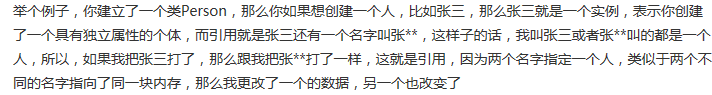 举个例子，你建立了一个类Person，那么你如果想创建一个人，比如张三，那么张三就是一个实例，表示你创建
了一个具有独立属性的个体，而引用就是张三还有一个名字叫张**，这样子的话，我叫张三或者张**叫的都是一个
人，所以，如果我把张三打了，那么跟我把张**打了一样，这就是引用，因为两个名字指定一个人，类似于两个不
同的名字指向了同一块内存，那么我更改了一个的数据，另一个也改变了